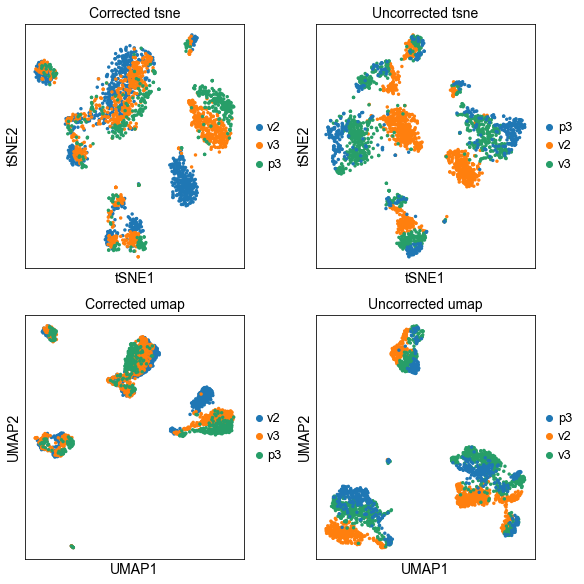 Corrected tsne
tSNE2
tSNE1
v2
v3
p3
Uncorrected tsne
tSNE2
tSNE1
p3
v2
v3
Corrected umap
UMAP2
UMAP1
v2
v3
p3
Uncorrected umap
UMAP2
UMAP1
p3
v2
v3